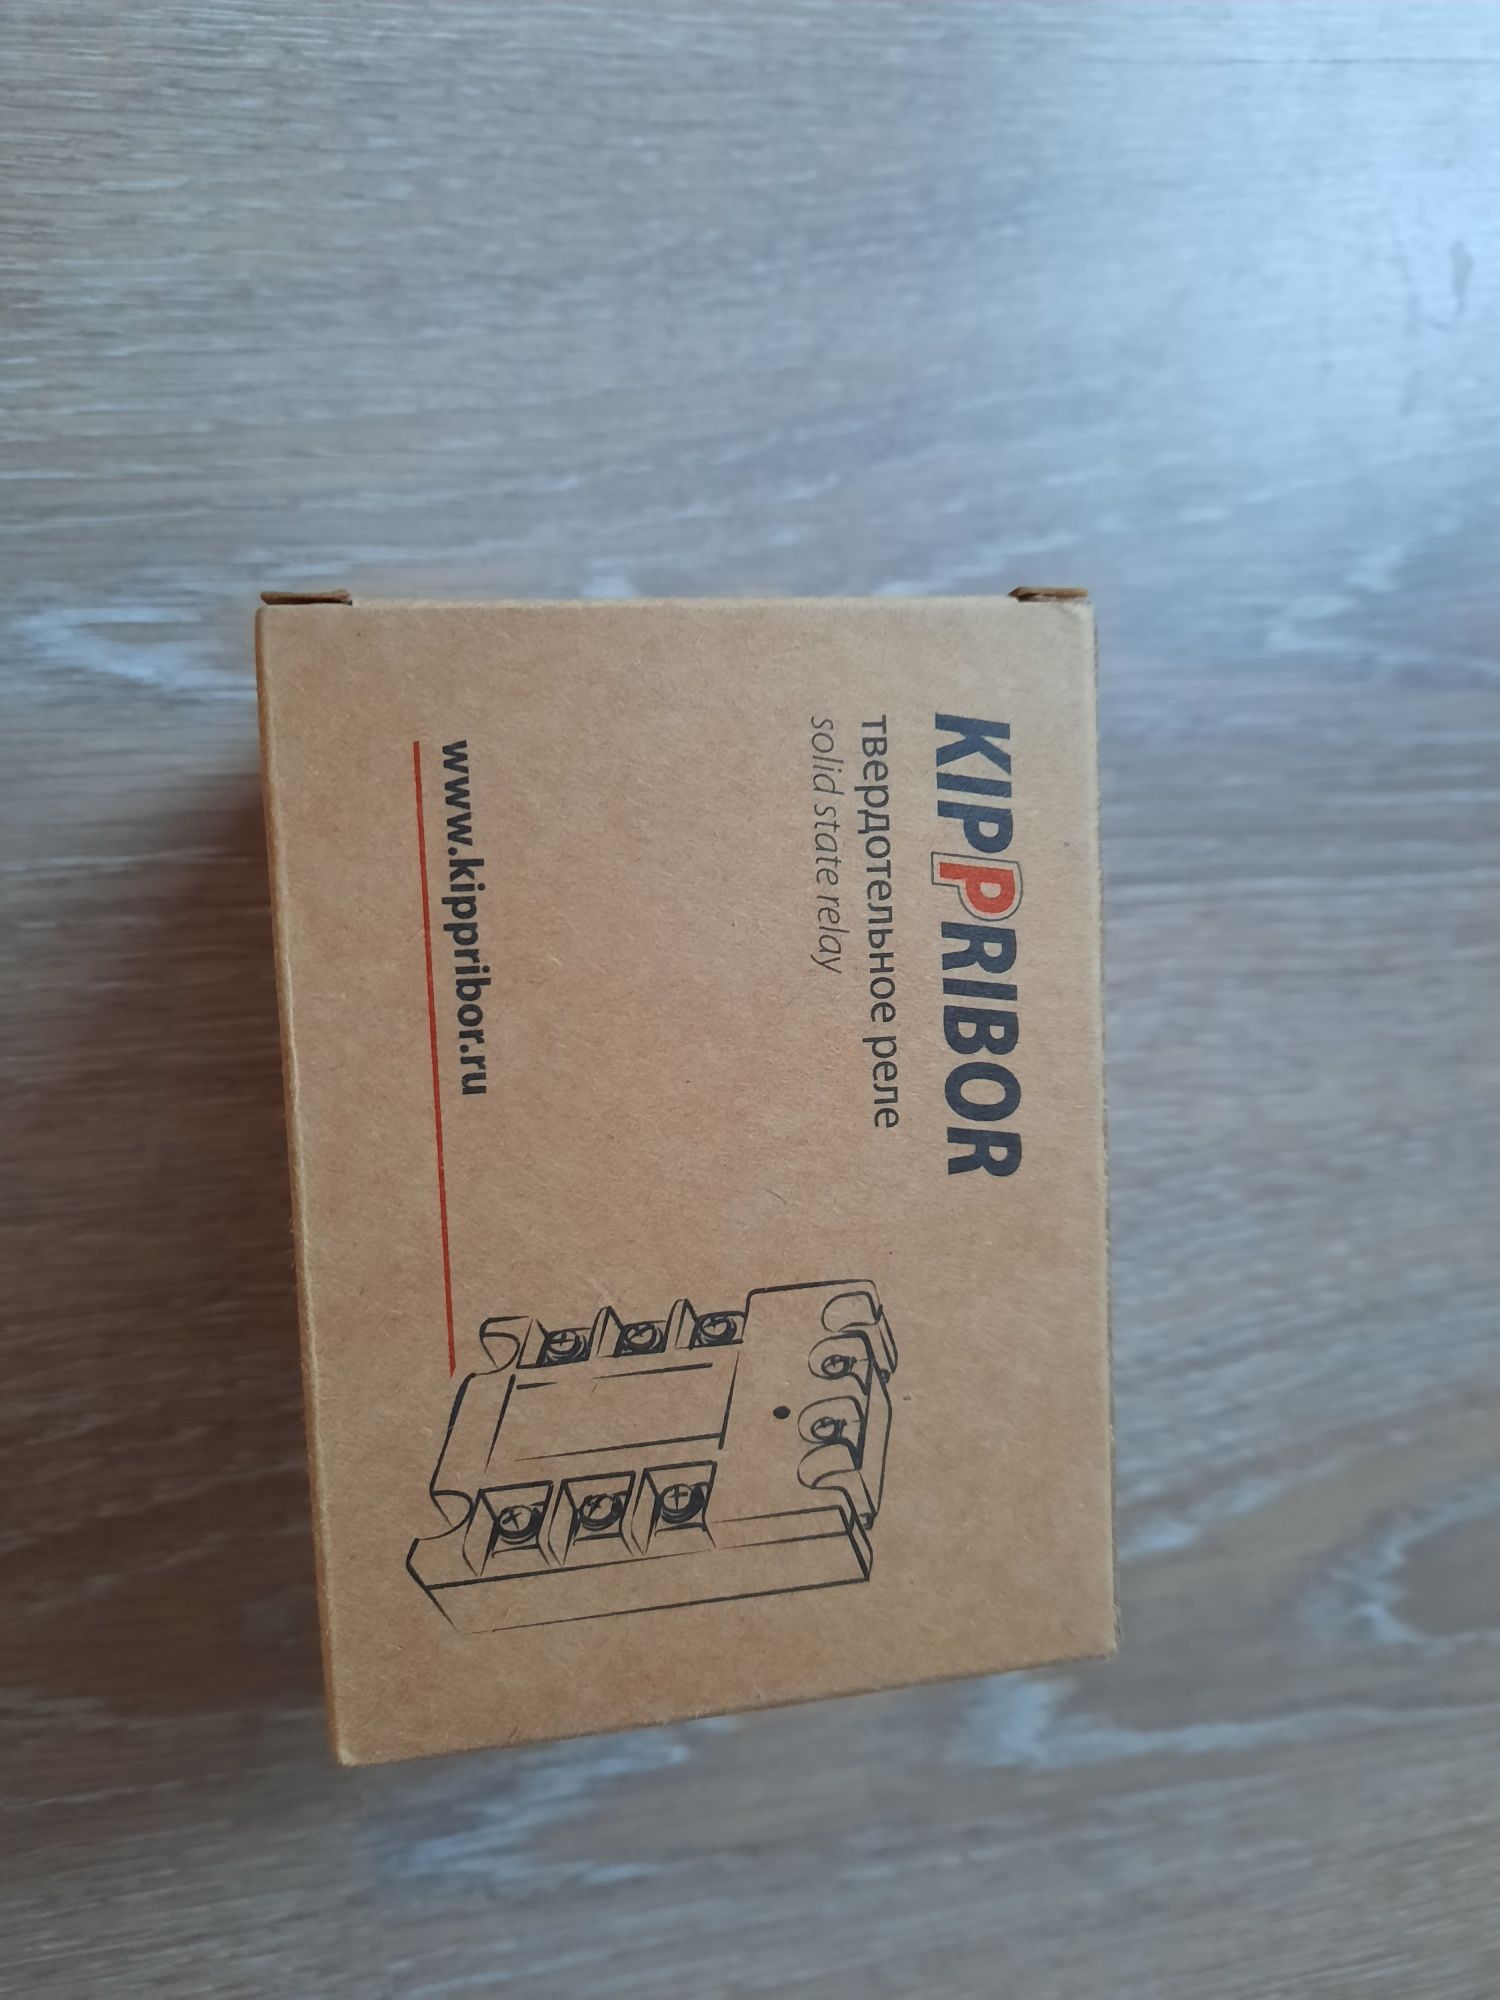 KIPPRIBOR
твердотельное реле
solid state relay
www.kippribor.ru